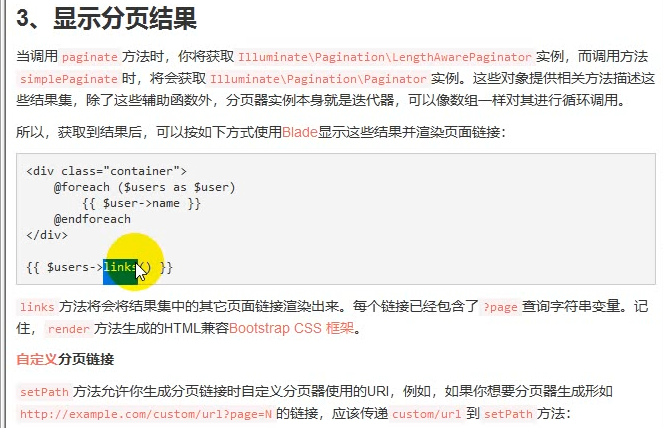 3、显示分页结果
当调用 paginate 方法时，你将获取 Illuminate\Pagination\LengthAwarePaginator 实例，而调用方法
simplePaginate 时，将会获取 Illuminate\Pagination\Paginator 实例。这些对象提供相关方法描述这
些结果集，除了这些辅助函数外，分页器实例本身就是迭代器，可以像数组一样对其进行循环调用。
所以，获取到结果后，可以按如下方式使用Blade显示这些结果并渲染页面链接：
<div class="container">
    @foreach ($users as $user)
        {{ $user->name }}
    @endforeach
</div>
{{ $users->links() }}
links 方法将会将结果集中的其它页面链接渲染出来。每个链接已经包含了 ?page 查询字符串变量。记
住，render 方法生成的HTML兼容Bootstrap CSS 框架。
自定义分页链接
setPath 方法允许你生成分页链接时自定义分页器使用的URI，例如，如果你想要分页器生成形如
http://example.com/custom/url?page=N 的链接，应该传递 custom/url 到 setPath 方法：